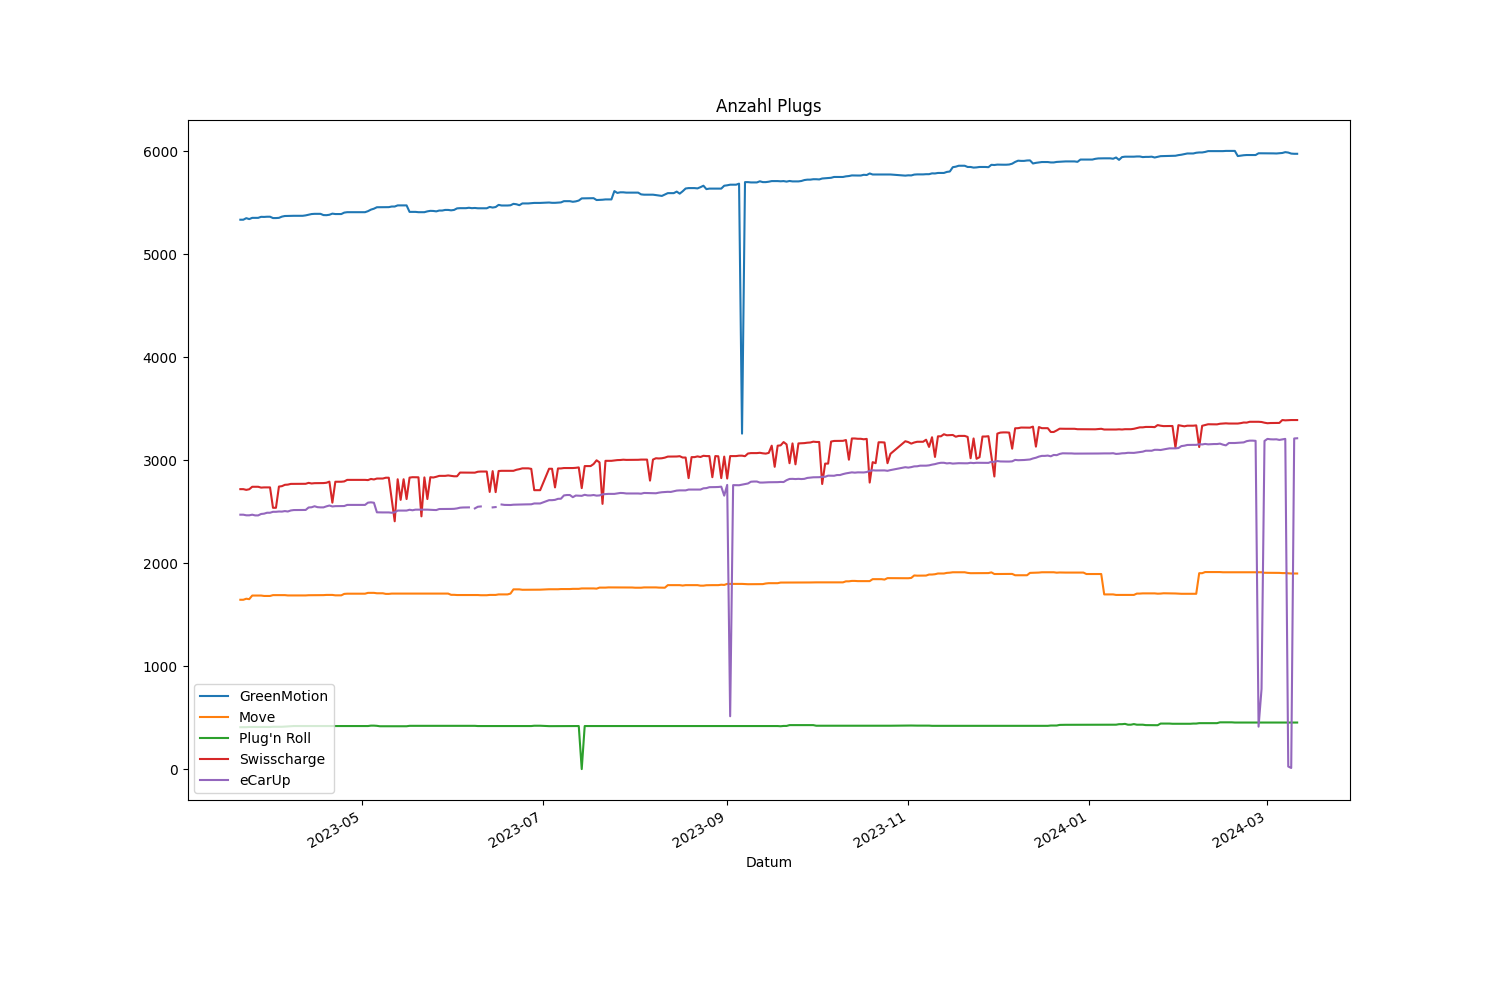 Anzahl Plugs
6000
5000
4000
3000
2000
1000
0
GreenMotion
Move
Plug'n Roll
Swisscharge
eCarUp
2023-05
2023-07
2023-09
2023-11
2024-01
2024-03
Datum